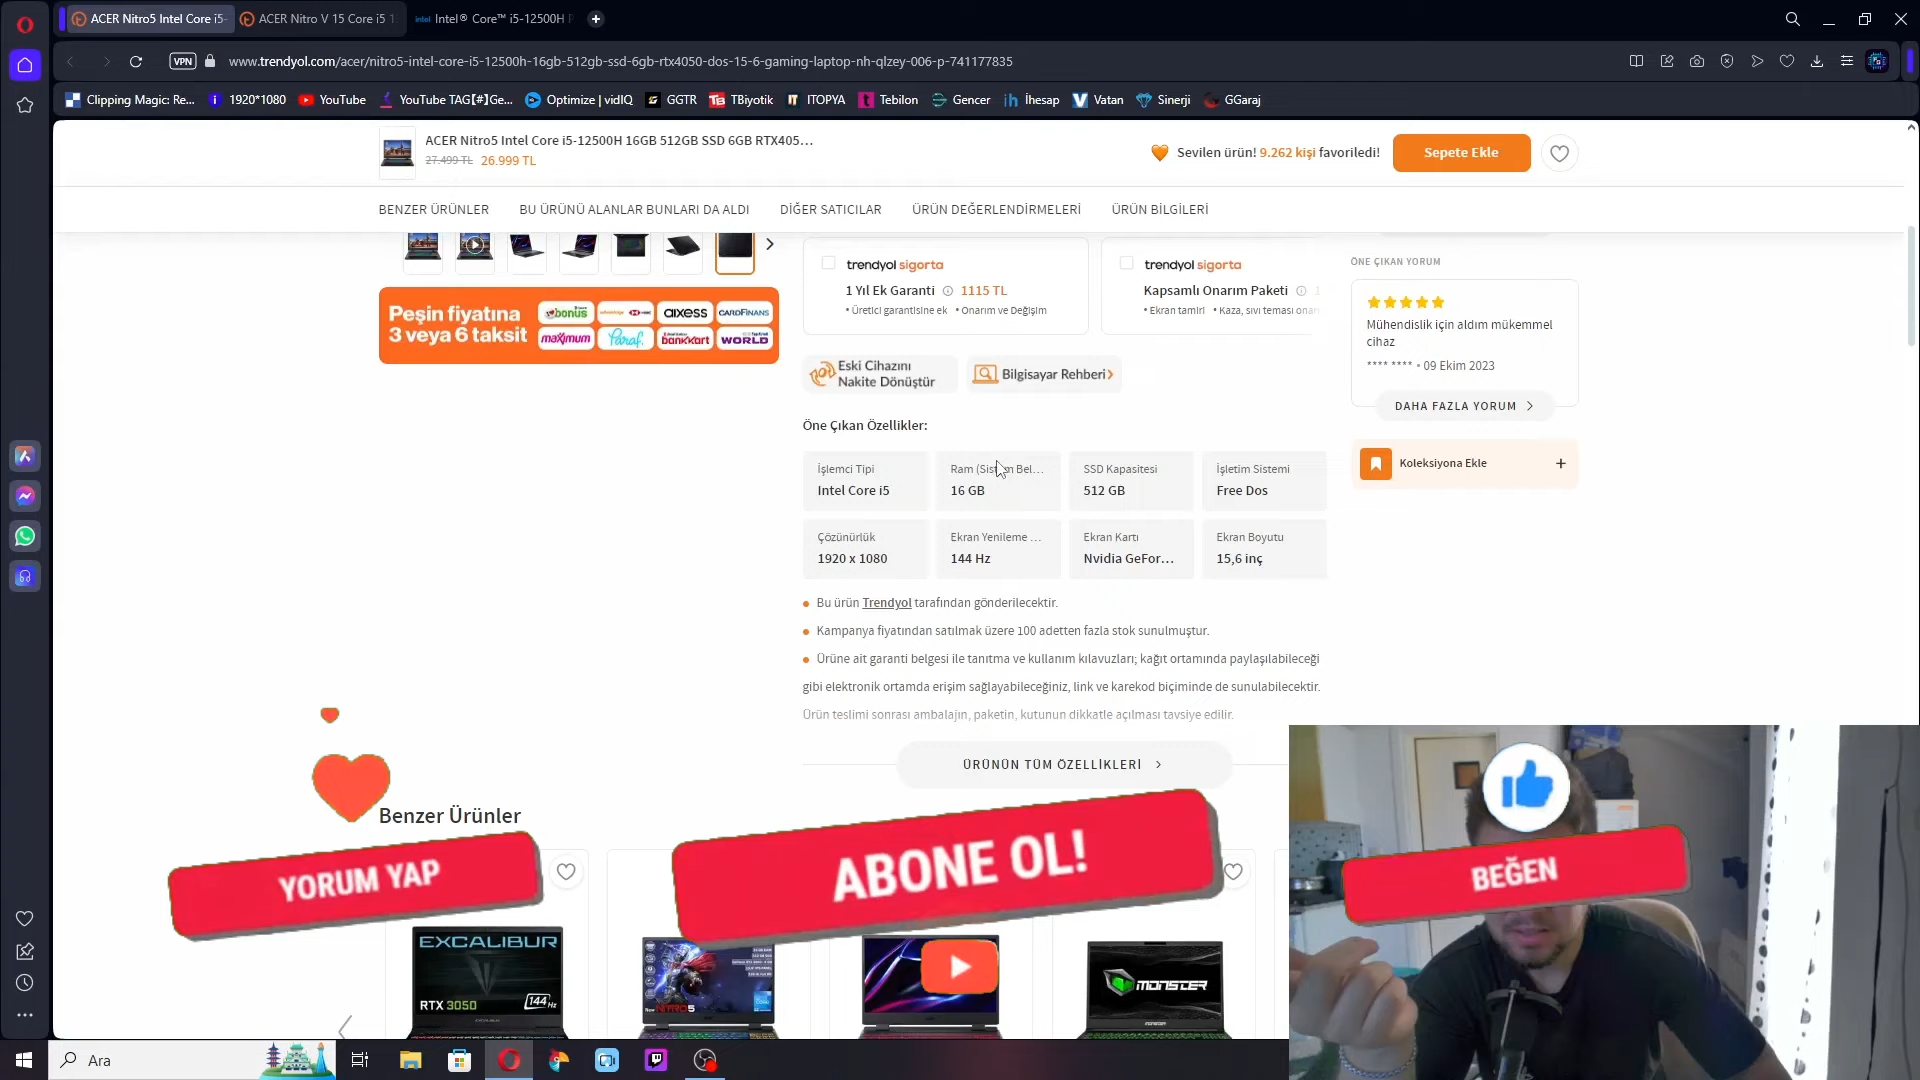 ACER Nitro5 Intel Core i5-
ACER Nitro V 15 Core i5 1
intel Intel® Core™ i5-12500H P
VPN
www.trendyol.com/acer/nitro5-intel-core-i5-12500h-16gb-512gb-ssd-6gb-rtx4050-dos-15-6-gaming-laptop-nh-qlzey-006-p-741177835
Clipping Magic: Re...
1920*1080
YouTube
YouTube TAG【#】Ge...
Optimize | vidIQ
GGTR
TBiyotik
ITOPYA
Tebilon
Gencer
İhesap
Vatan
Sinerji
GGaraj
ACER Nitro5 Intel Core i5-12500H 16GB 512GB SSD 6GB RTX405...
27.499 TL 26.999 TL
Sevilen ürün! 9.262 kişi favoriledi!
Sepete Ekle
BENZER ÜRÜNLER
BU ÜRÜNÜ ALANLAR BUNLARI DA ALDI
DİĞER SATICILAR
ÜRÜN DEĞERLENDİRMELERİ
ÜRÜN BİLGİLERİ
Peşin fiyatına
3 veya 6 taksit
bonus
axess
CARDFINANS
maximum
Paraf
bankkart
WORLD
trendyol sigorta
1 Yıl Ek Garanti 1115 TL
• Üretici garantisine ek • Onarım ve Değişim
trendyol sigorta
Kapsamlı Onarım Paketi
• Ekran tamiri • Kaza, sıvı teması onar
Eski Cihazını
Nakite Dönüştür
Bilgisayar Rehberi
Öne Çıkan Özellikler:
İşlemci Tipi
Intel Core i5
Ram (Sistem Bel...
16 GB
SSD Kapasitesi
512 GB
İşletim Sistemi
Free Dos
Çözünürlük
1920 x 1080
Ekran Yenileme ...
144 Hz
Ekran Kartı
Nvidia GeFor...
Ekran Boyutu
15,6 inç
Bu ürün Trendyol tarafından gönderilecektir.
Kampanya fiyatından satılmak üzere 100 adetten fazla stok sunulmuştur.
Ürüne ait garanti belgesi ile tanıtma ve kullanım kılavuzları; kağıt ortamında paylaşılabileceği
gibi elektronik ortamda erişim sağlayabileceğiniz, link ve karekod biçiminde de sunulabilecektir.
Ürün teslimi sonrası ambalajın, paketin, kutunun dikkatle açılması tavsiye edilir.
ÜRÜNÜN TÜM ÖZELLİKLERİ
ÖNE ÇIKAN YORUM
Mühendislik için aldım mükemmel
cihaz
**** **** • 09 Ekim 2023
DAHA FAZLA YORUM
Koleksiyona Ekle
Benzer Ürünler
YORUM YAP
ABONE OL!
BEĞEN
EXCALIBUR
RTX 3050
144Hz
NITRO5
MONSTER
Ara